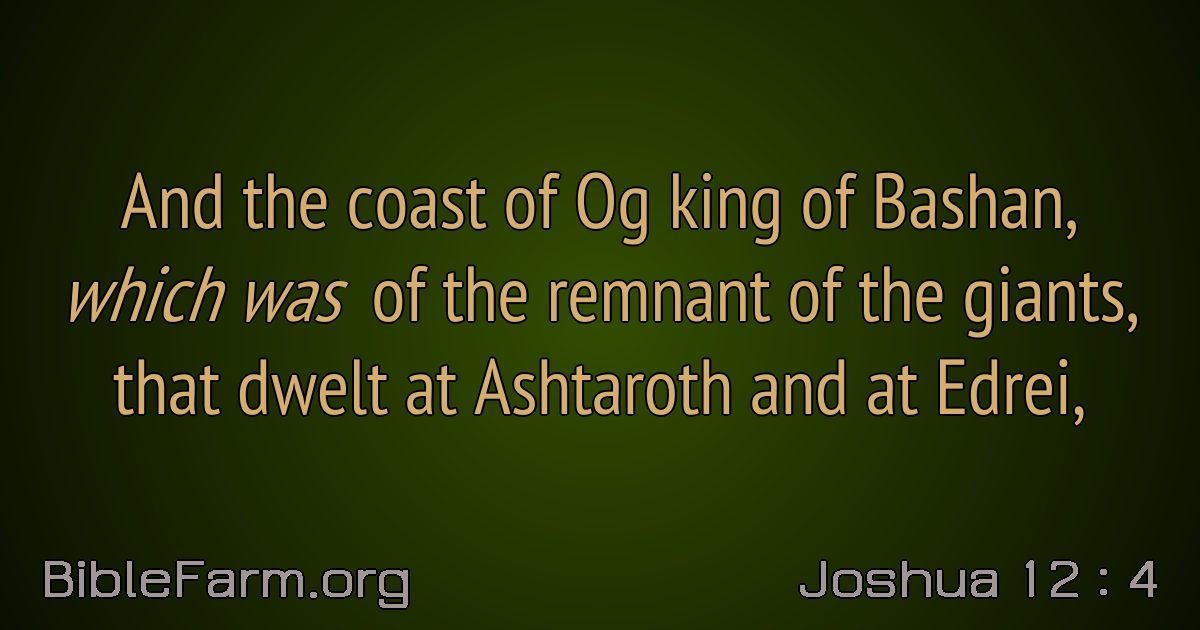 And the coast of Og king of Bashan,
which was of the remnant of the giants,
that dwelt at Ashtaroth and at Edrei,
BibleFarm.org
Joshua 12 : 4